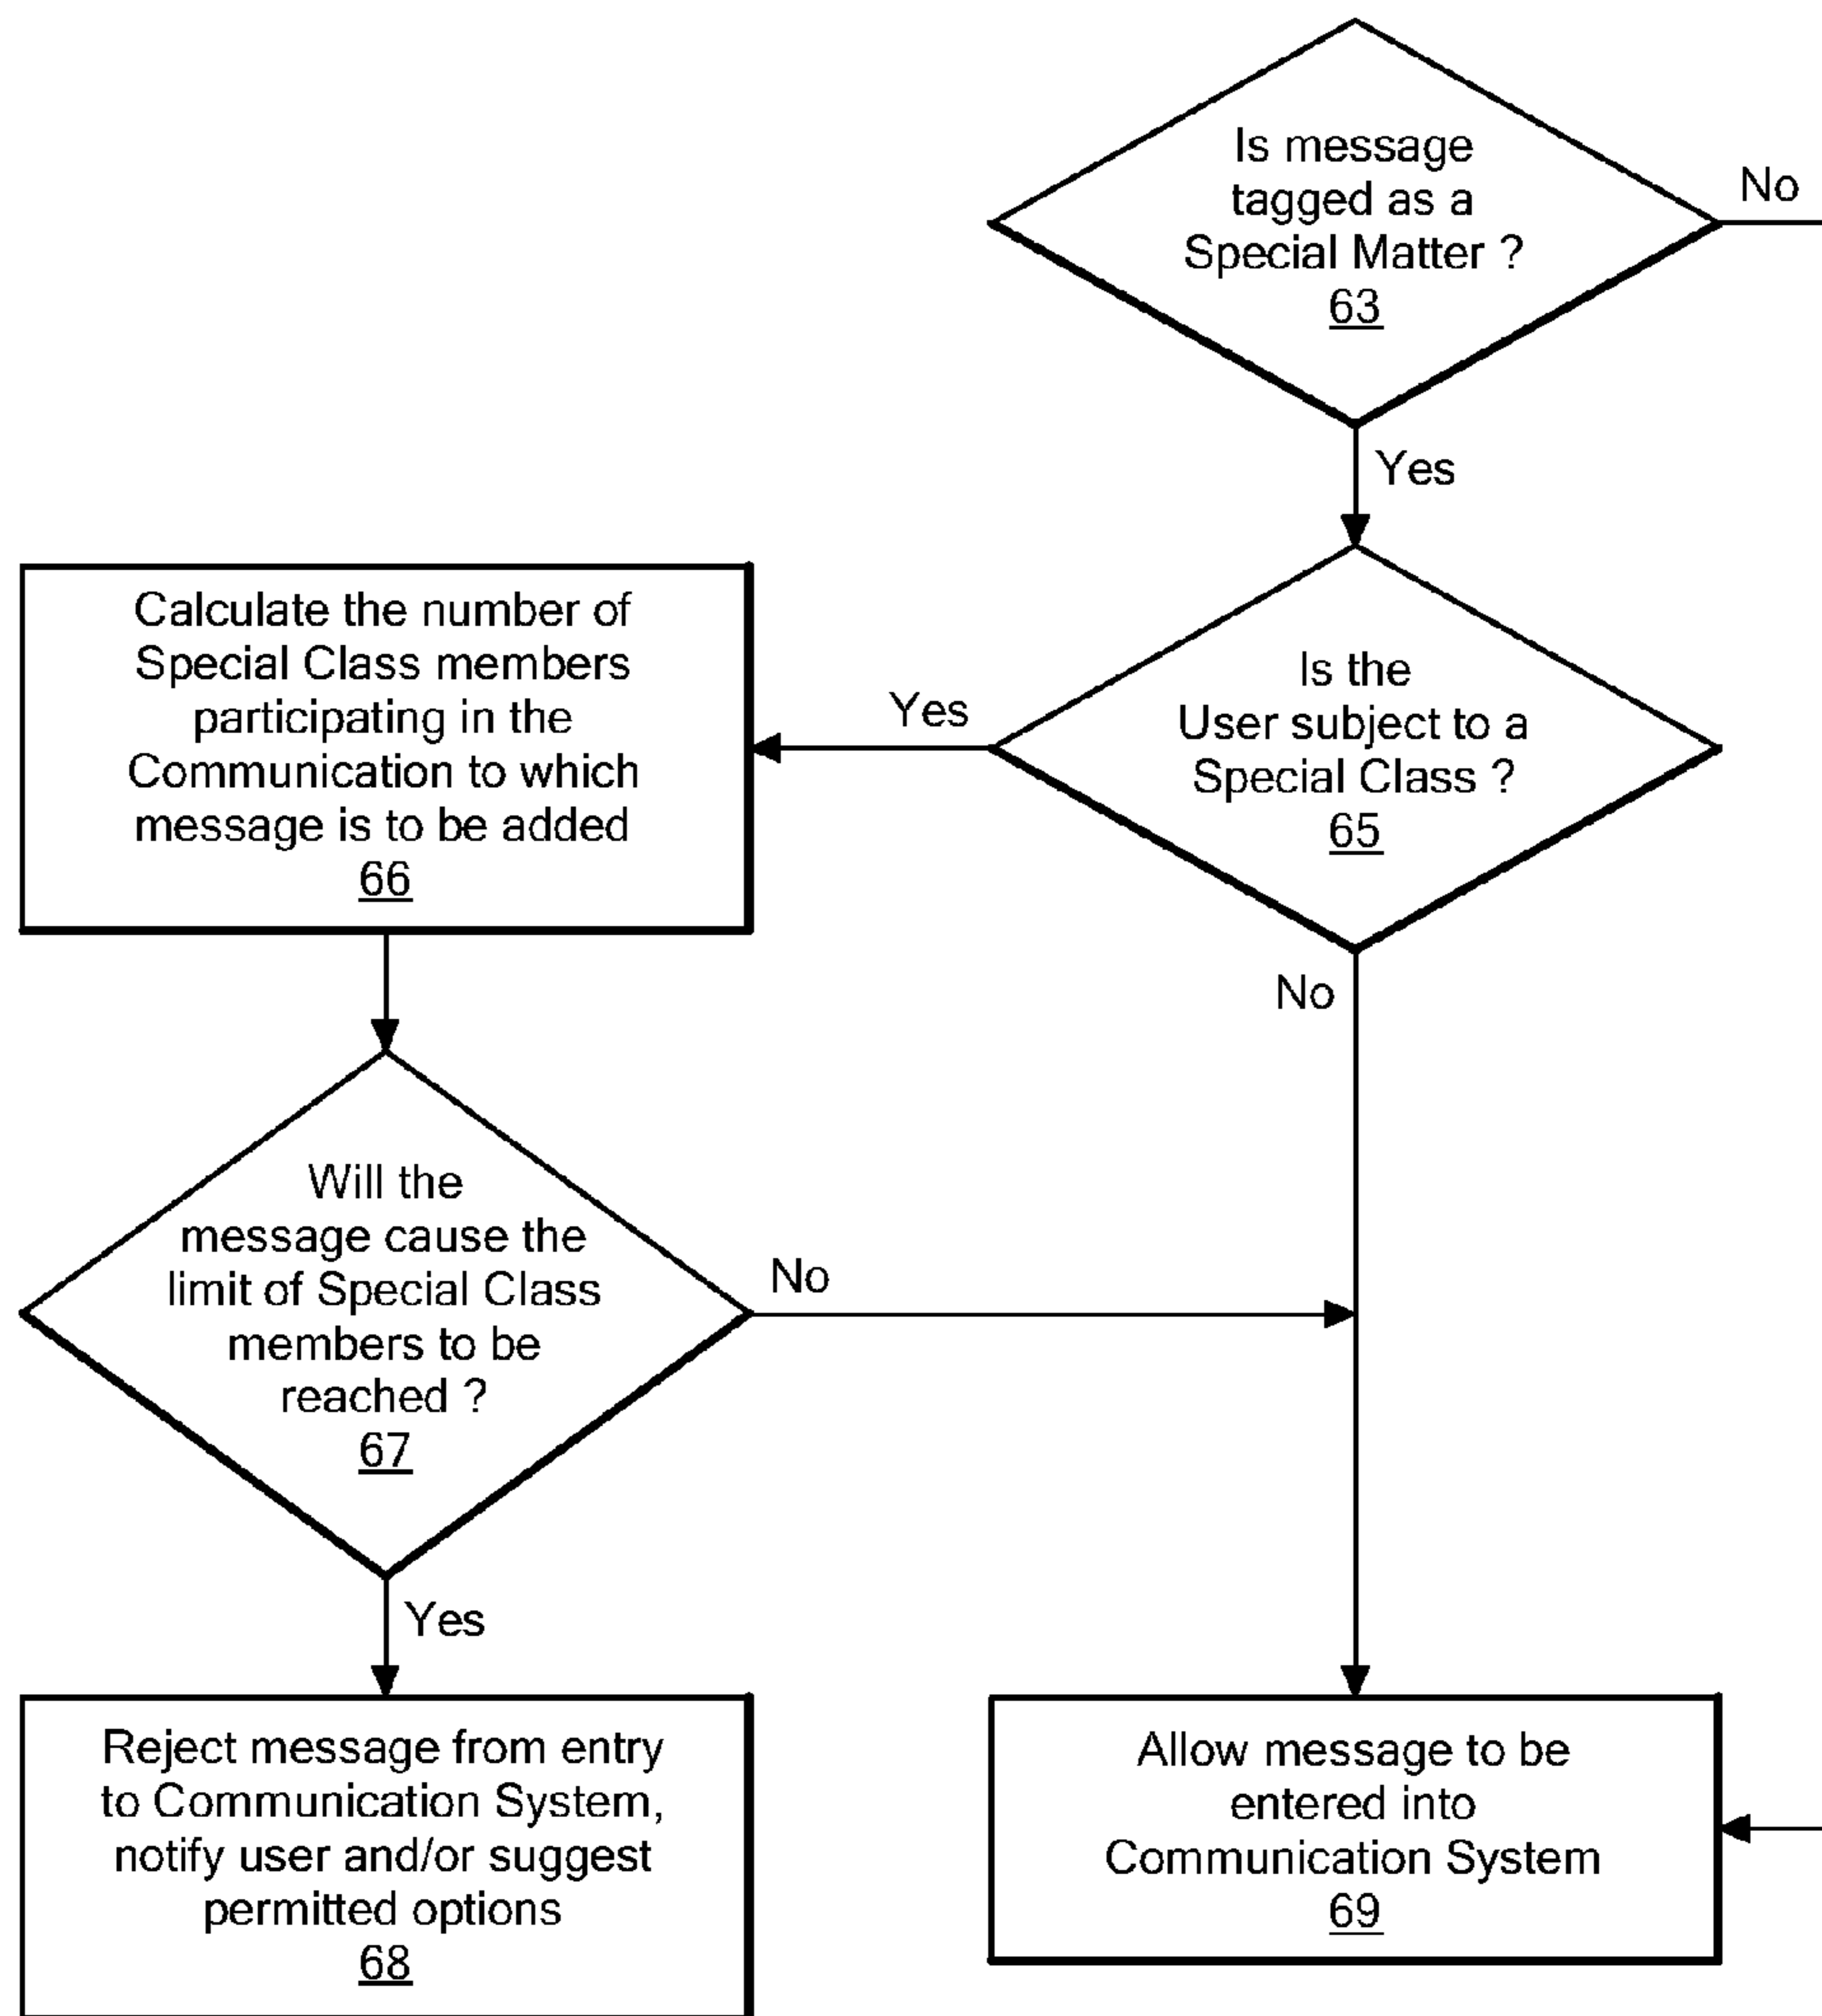 Is message
tagged as a
Special Matter ?
63
No
Yes
Is the
User subject to a
Special Class ?
65
Yes
No
Calculate the number of
Special Class members
participating in the
Communication to which
message is to be added
66
Will the
message cause the
limit of Special Class
members to be
reached ?
67
No
Yes
Reject message from entry
to Communication System,
notify user and/or suggest
permitted options
68
Allow message to be
entered into
Communication System
69